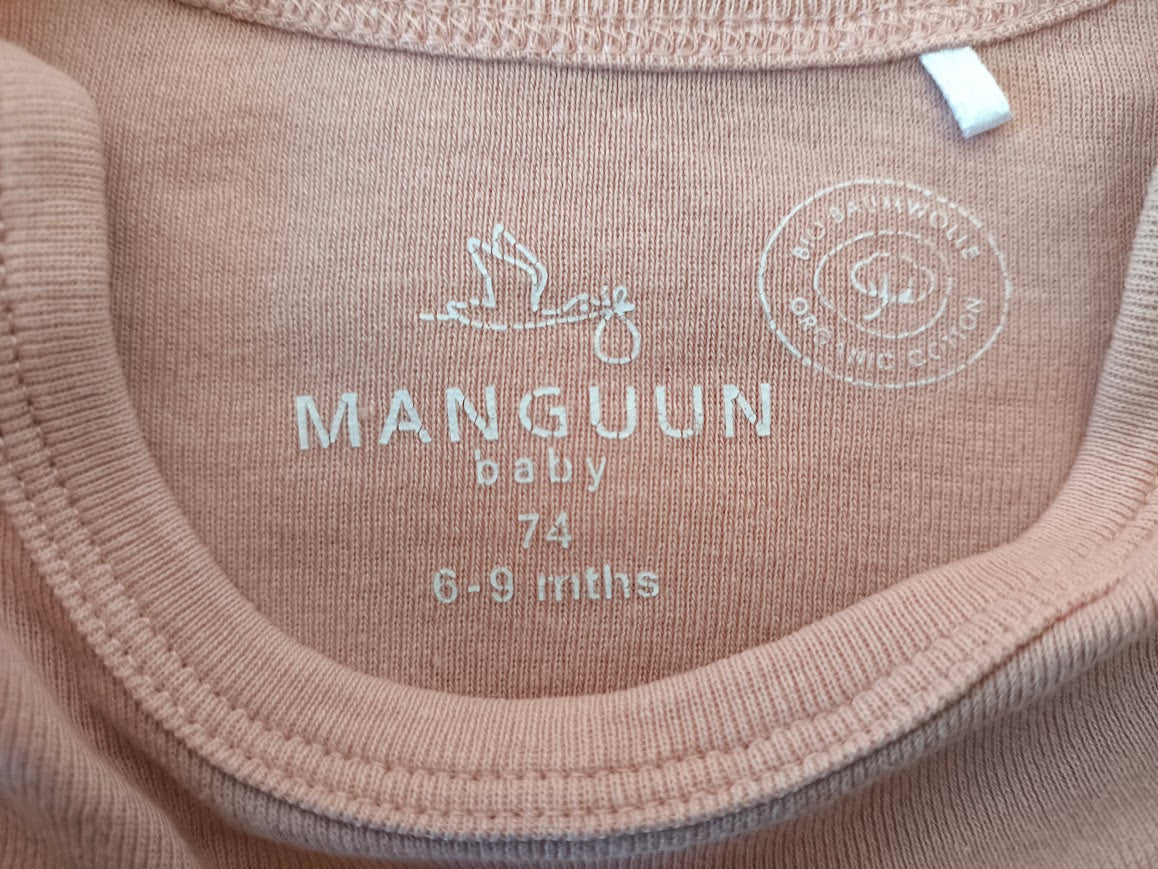 BIO BAUMWOLLE
ORGANIC COTTON
MANGUUN
baby
74
6-9 mths